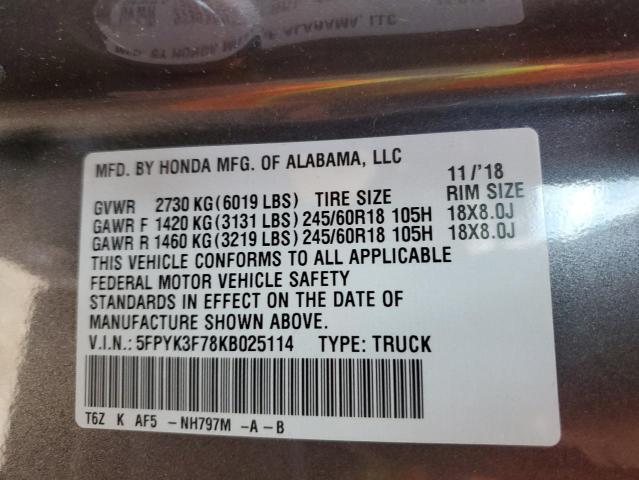 MFD. BY HONDA MFG. OF ALABAMA, LLC 11/'18
GVWR 2730 KG(6019 LBS) TIRE SIZE RIM SIZE
GAWR F 1420 KG(3131 LBS)245/60R18 105H 18X8.0J
GAWR R 1460 KG(3219 LBS)245/60R18 105H 18X8.0J
THIS VEHICLE CONFORMS TO ALL APPLICABLE
FEDERAL MOTOR VEHICLE SAFETY
STANDARDS IN EFFECT ON THE DATE OF
MANUFACTURE SHOWN ABOVE.
V.I.N.:5FPYK3F78KB025114 TYPE:TRUCK
T6Z K AF5 -NH797M -A-B